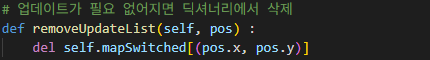 # 업데이트가 필요 없어지면 딕셔너리에서 삭제
def removeUpdateList(self, pos) :
    del self.mapSwitched[(pos.x, pos.y)]